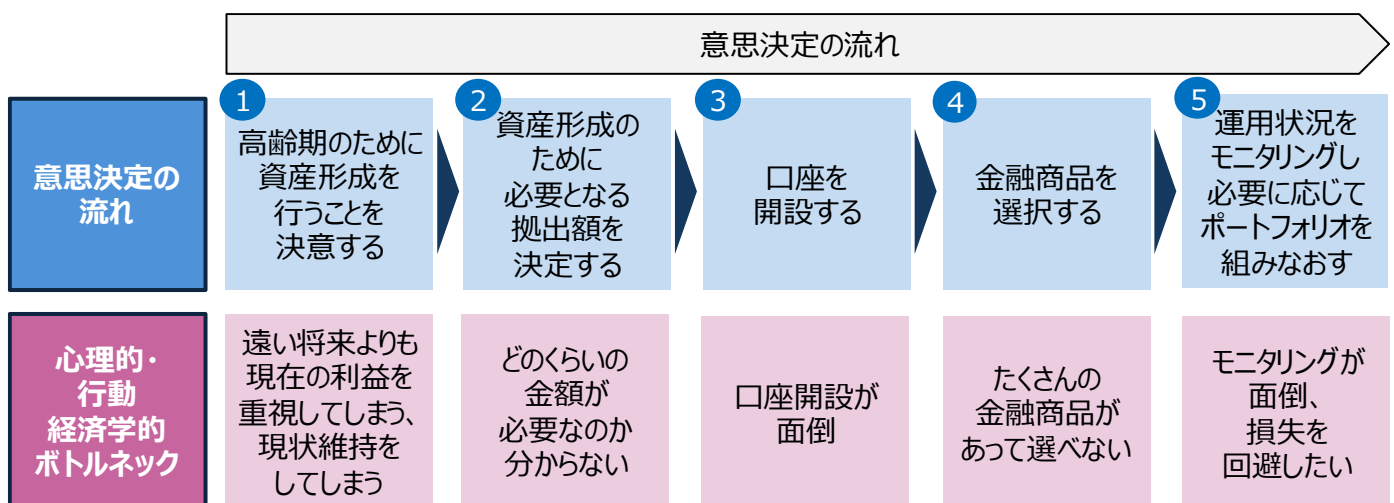 意思決定の流れ
意思決定の
流れ
1
高齢期のために
資産形成を
行うことを
決意する
2
資産形成の
ために
必要となる
拠出額を
決定する
3
口座を
開設する
4
金融商品を
選択する
5
運用状況を
モニタリングし
必要に応じて
ポートフォリオを
組みなおす
心理的・
行動
経済学的
ボトルネック
遠い将来よりも
現在の利益を
重視してしまう、
現状維持を
してしまう
どのくらいの
金額が
必要なのか
分からない
口座開設が
面倒
たくさんの
金融商品が
あって選べない
モニタリングが
面倒、
損失を
回避したい